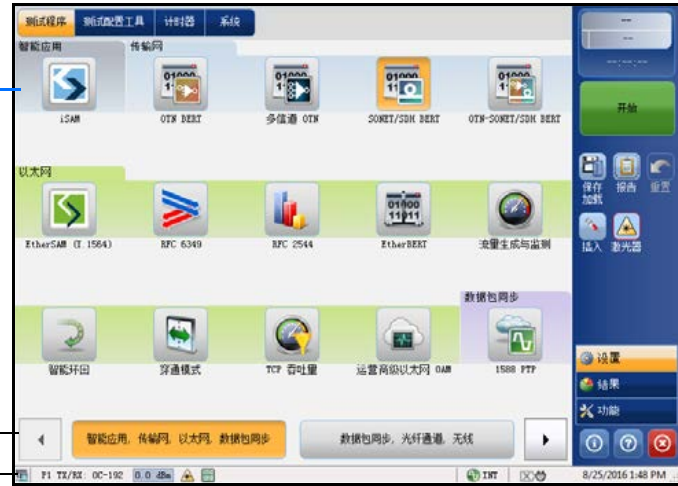 测试程序 测试配置工具 计时器 系统
智能应用 传输网
iSAM OTN BERT 多信道 OTN SONET/SDH BERT OTN-SONET/SDH BERT
以太网
EtherSAM (Y.1564) RFC 6349 RFC 2544 EtherBERT 流量生成与监测
数据包同步
智能环回 穿通模式 TCP 吞吐量 运营商级以太网 OAM 1588 PTP
智能应用, 传输网, 以太网, 数据包同步 数据包同步, 光纤通道, 无线
P1 TX/RX: OC-192 0.0 dBm INT 8/25/2016 1:48 PM
--
--
--:--:--
开始
保存 报告 重置
加载
插入 激光器
设置
结果
功能